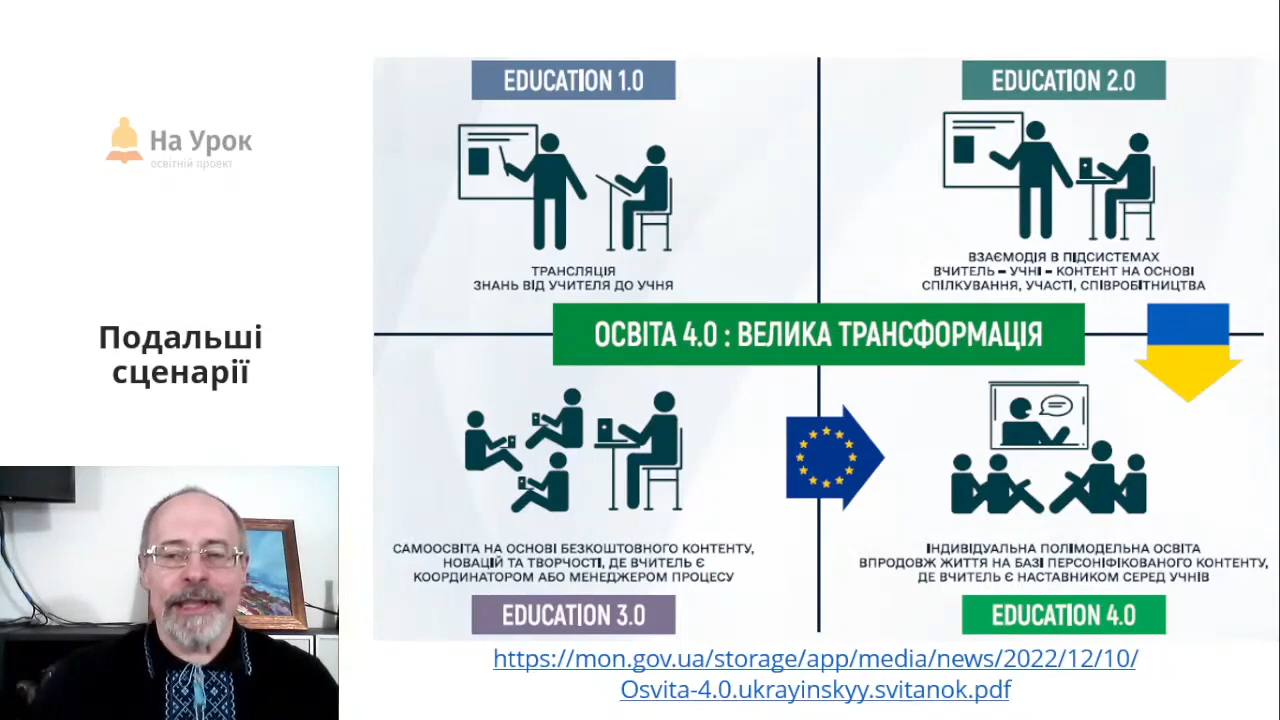 На Урок
освітній проект
Подальші
сценарії
EDUCATION 1.0
ТРАНСЛЯЦІЯ
ЗНАНЬ ВІД УЧИТЕЛЯ ДО УЧНЯ
EDUCATION 2.0
ВЗАЄМОДІЯ В ПІДСИСТЕМАХ
ВЧИТЕЛЬ – УЧНІ – КОНТЕНТ НА ОСНОВІ
СПІЛКУВАННЯ, УЧАСТІ, СПІВРОБІТНИЦТВА
ОСВІТА 4.0 : ВЕЛИКА ТРАНСФОРМАЦІЯ
САМООСВІТА НА ОСНОВІ БЕЗКОШТОВНОГО КОНТЕНТУ,
НОВАЦІЙ ТА ТВОРЧОСТІ, ДЕ ВЧИТЕЛЬ Є
КООРДИНАТОРОМ АБО МЕНЕДЖЕРОМ ПРОЦЕСУ
EDUCATION 3.0
ІНДИВІДУАЛЬНА ПОЛІМОДЕЛЬНА ОСВІТА
ВПРОДОВЖ ЖИТТЯ НА БАЗІ ПЕРСОНІФІКОВАНОГО КОНТЕНТУ,
ДЕ ВЧИТЕЛЬ Є НАСТАВНИКОМ СЕРЕД УЧНІВ
EDUCATION 4.0
https://mon.gov.ua/storage/app/media/news/2022/12/10/
Osvita-4.0.ukrayinskyy.svitanok.pdf